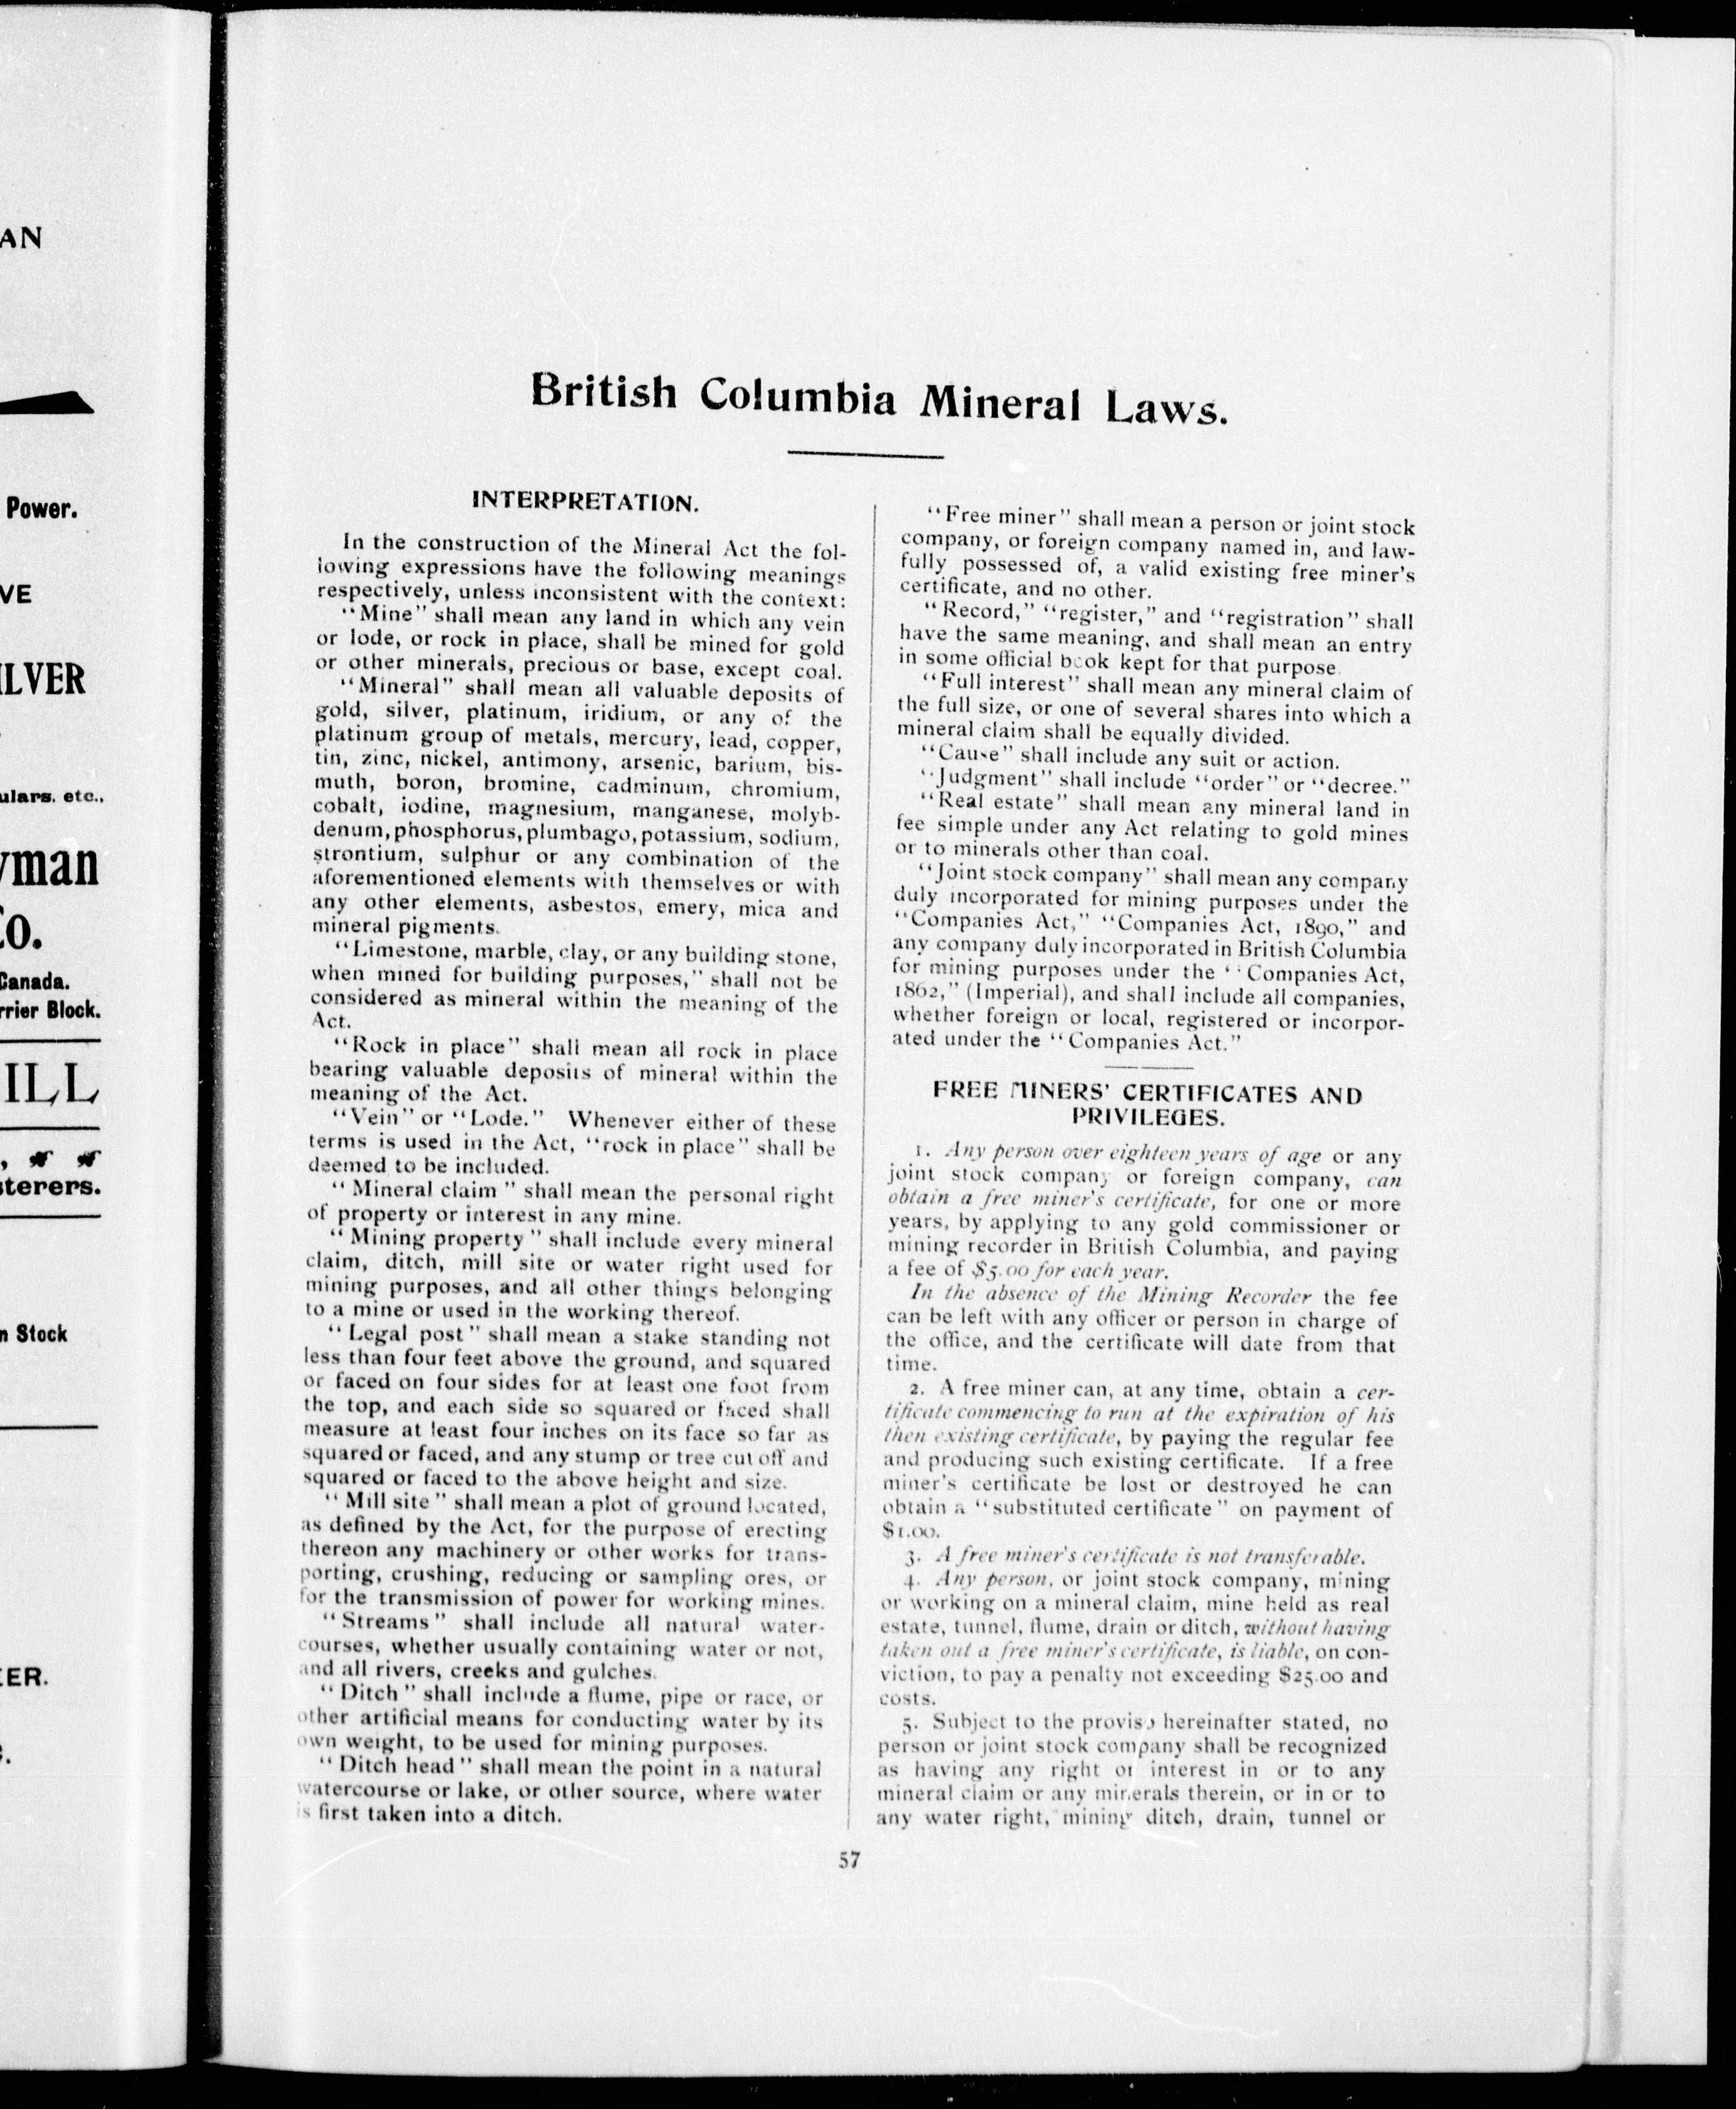 AN
Power.
VE
ILVER
ulars. etc.,
yman
Co.
Canada.
rrier Block.
ILL
sterers.
n Stock
EER.
British Columbia Mineral Laws.
INTERPRETATION.
In the construction of the Mineral Act the fol-
lowing expressions have the following meanings
respectively, unless inconsistent with the context:
"Mine" shall mean any land in which any vein
or lode, or rock in place, shall be mined for gold
or other minerals, precious or base, except coal.
"Mineral" shall mean all valuable deposits of
gold, silver, platinum, iridium, or any of the
platinum group of metals, mercury, lead, copper,
tin, zinc, nickel, antimony, arsenic, barium, bis-
muth, boron, bromine, cadminum, chromium,
cobalt, iodine, magnesium, manganese, molyb-
denum, phosphorus, plumbago, potassium, sodium,
strontium, sulphur or any combination of the
aforementioned elements with themselves or with
any other elements, asbestos, emery, mica and
mineral pigments.
"Limestone, marble, clay, or any building stone,
when mined for building purposes," shall not be
considered as mineral within the meaning of the
Act.
"Rock in place" shall mean all rock in place
bearing valuable deposits of mineral within the
meaning of the Act.
"Vein" or "Lode." Whenever either of these
terms is used in the Act, "rock in place" shall be
deemed to be included.
"Mineral claim" shall mean the personal right
of property or interest in any mine.
"Mining property" shall include every mineral
claim, ditch, mill site or water right used for
mining purposes, and all other things belonging
to a mine or used in the working thereof.
"Legal post" shall mean a stake standing not
less than four feet above the ground, and squared
or faced on four sides for at least one foot from
the top, and each side so squared or faced shall
measure at least four inches on its face so far as
squared or faced, and any stump or tree cut off and
squared or faced to the above height and size.
"Mill site" shall mean a plot of ground located,
as defined by the Act, for the purpose of erecting
thereon any machinery or other works for trans-
porting, crushing, reducing or sampling ores, or
for the transmission of power for working mines.
"Streams" shall include all natural water-
courses, whether usually containing water or not,
and all rivers, creeks and gulches.
"Ditch" shall include a flume, pipe or race, or
other artificial means for conducting water by its
own weight, to be used for mining purposes.
"Ditch head" shall mean the point in a natural
watercourse or lake, or other source, where water
is first taken into a ditch.
"Free miner" shall mean a person or joint stock
company, or foreign company named in, and law-
fully possessed of, a valid existing free miner's
certificate, and no other.
"Record," "register," and "registration" shall
have the same meaning, and shall mean an entry
in some official book kept for that purpose.
"Full interest" shall mean any mineral claim of
the full size, or one of several shares into which a
mineral claim shall be equally divided.
"Cause" shall include any suit or action.
"Judgment" shall include "order" or "decree."
"Real estate" shall mean any mineral land in
fee simple under any Act relating to gold mines
or to minerals other than coal.
"Joint stock company" shall mean any company
duly incorporated for mining purposes under the
"Companies Act," "Companies Act, 1890," and
any company duly incorporated in British Columbia
for mining purposes under the "Companies Act,
1862," (Imperial), and shall include all companies,
whether foreign or local, registered or incorpor-
ated under the "Companies Act."
FREE MINERS' CERTIFICATES AND
PRIVILEGES.
1. Any person over eighteen years of age or any
joint stock company or foreign company, can
obtain a free miner's certificate, for one or more
years, by applying to any gold commissioner or
mining recorder in British Columbia, and paying
a fee of $5.00 for each year.
In the absence of the Mining Recorder the fee
can be left with any officer or person in charge of
the office, and the certificate will date from that
time.
2. A free miner can, at any time, obtain a cer-
tificate commencing to run at the expiration of his
then existing certificate, by paying the regular fee
and producing such existing certificate. If a free
miner's certificate be lost or destroyed he can
obtain a "substituted certificate" on payment of
$1.00.
3. A free miner's certificate is not transferable.
4. Any person, or joint stock company, mining
or working on a mineral claim, mine held as real
estate, tunnel, flume, drain or ditch, without having
taken out a free miner's certificate, is liable, on con-
viction, to pay a penalty not exceeding $25.00 and
costs.
5. Subject to the proviso hereinafter stated, no
person or joint stock company shall be recognized
as having any right or interest in or to any
mineral claim or any minerals therein, or in or to
any water right, mining ditch, drain, tunnel or
57